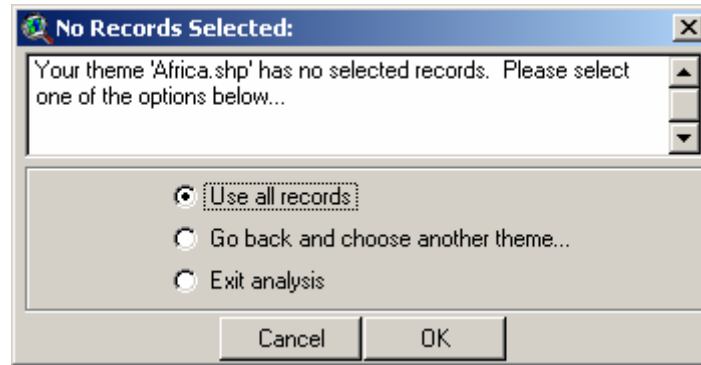 No Records Selected:
Your theme 'Africa.shp' has no selected records.  Please select
one of the options below...
Use all records
Go back and choose another theme...
Exit analysis
Cancel OK